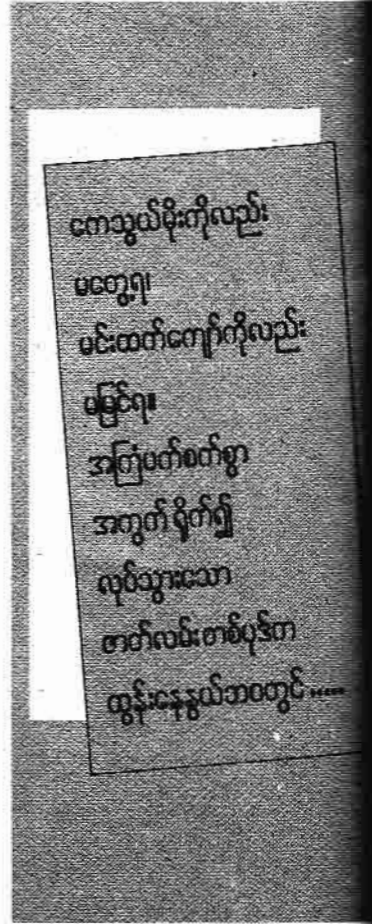 ကေသွယ်မိုးကိုလည်း
မတွေ့ရ၊
မင်းထက်ကျော်ကိုလည်း
မမြင်ရ။
အကြံပက်စက်စွာ
အကွက် ရိုက်၍
လုပ်သွားသော
ဇာတ်လမ်း တစ်ပုဒ်က
ထွန်းနေနွယ်ဘဝတွင် .....